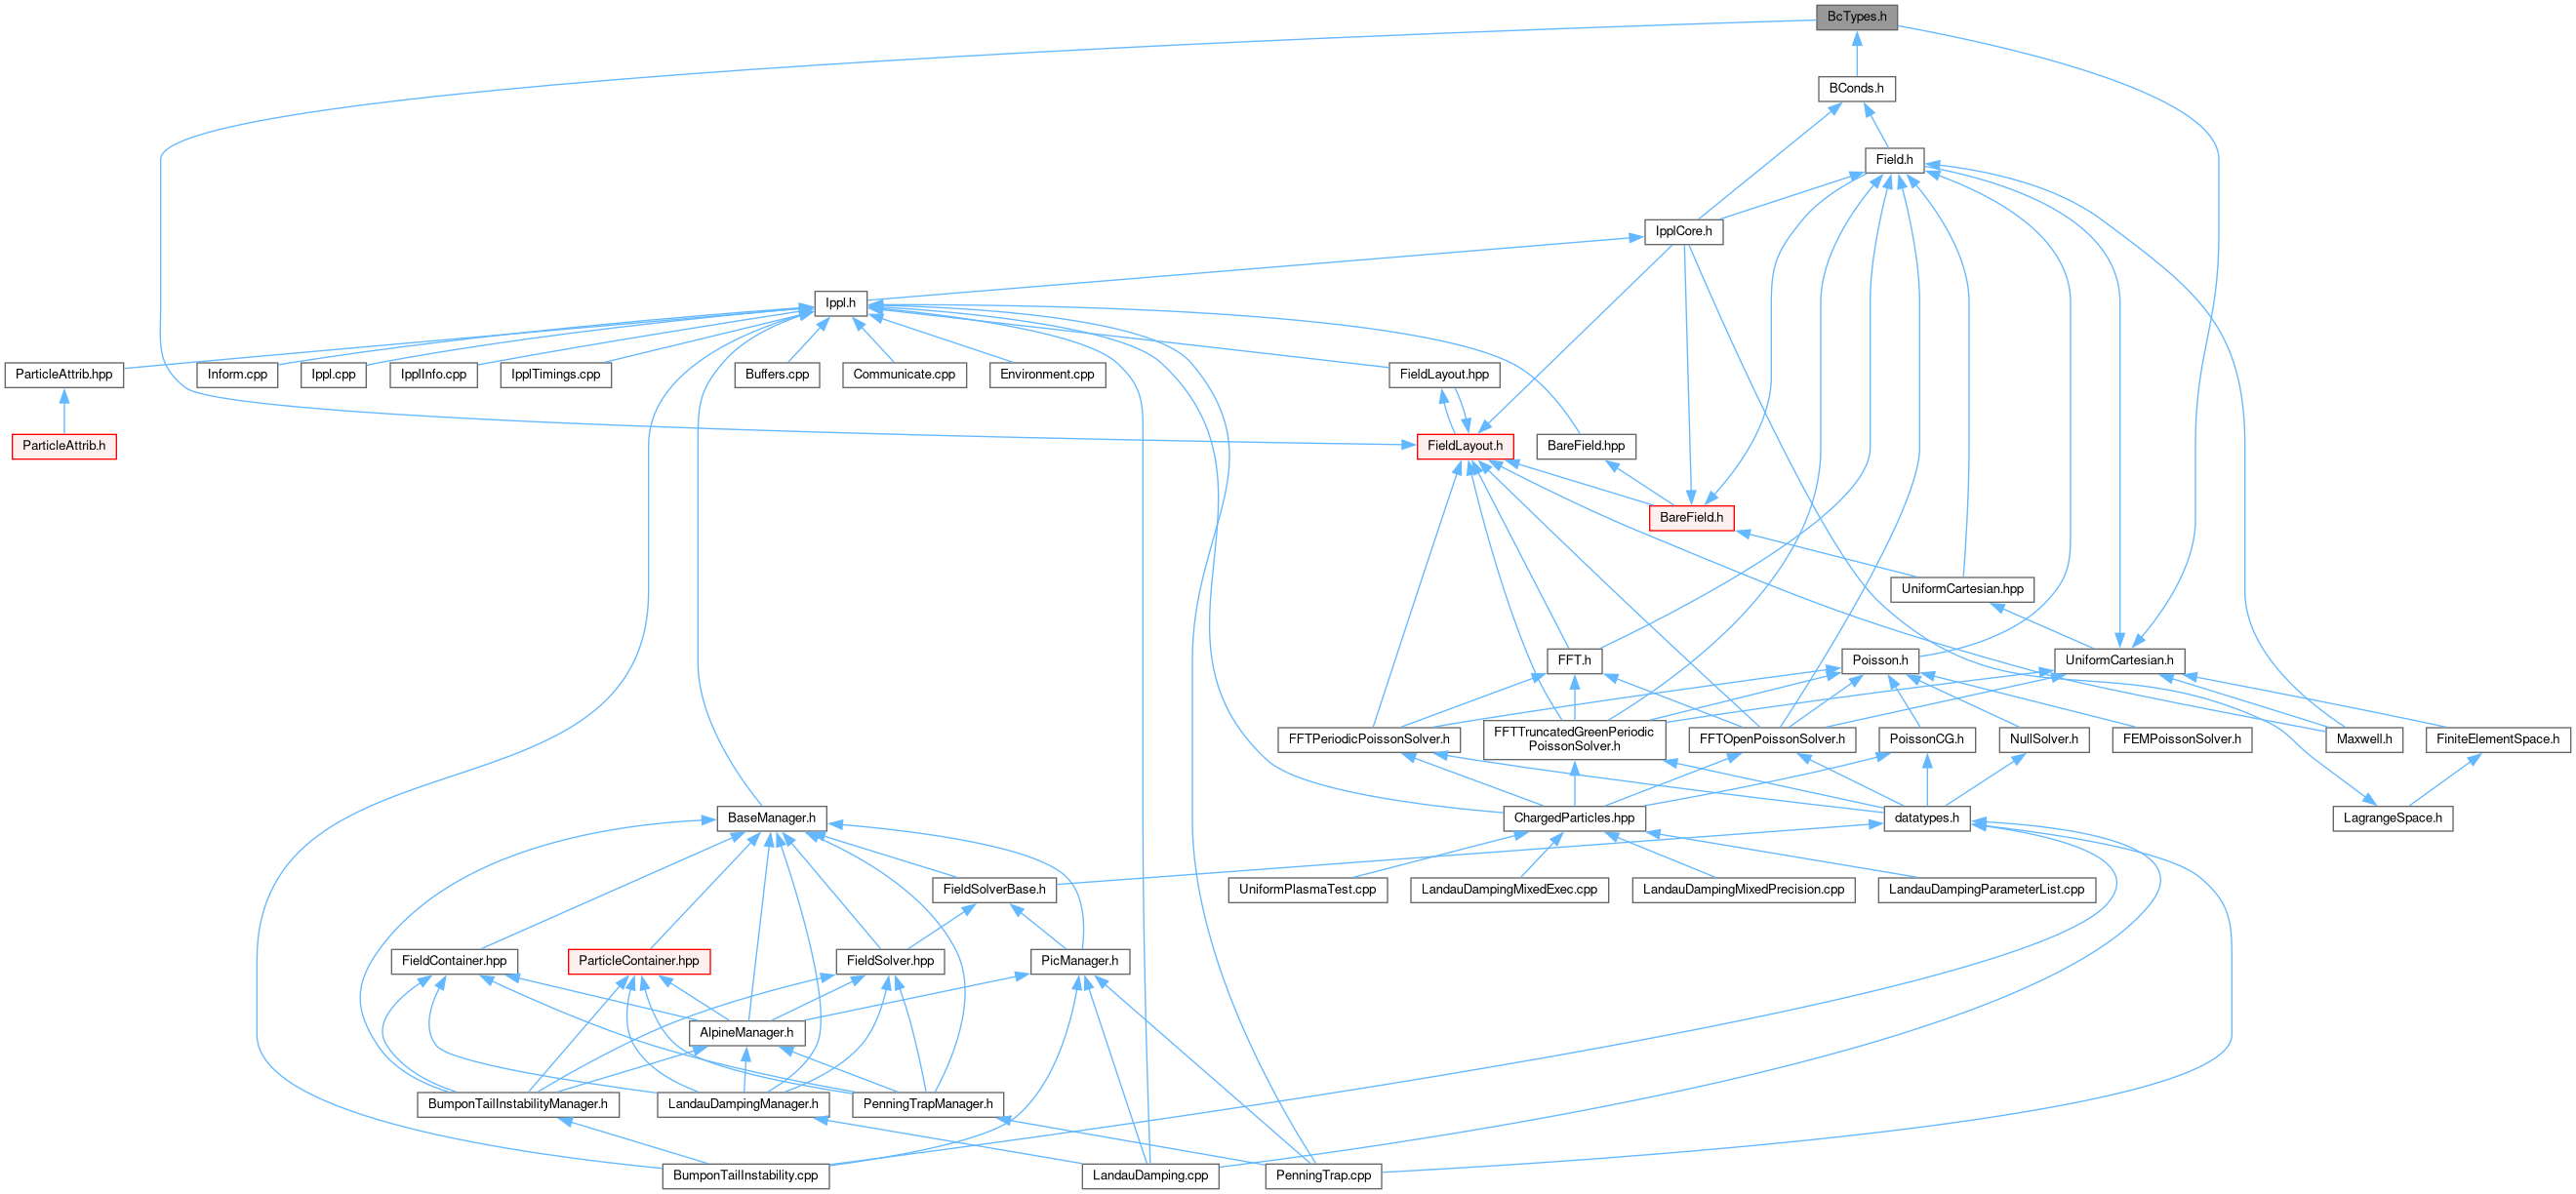 BcTypes.h
BConds.h
Field.h
IpplCore.h
Ippl.h
ParticleAttrib.hpp
Inform.cpp
Ippl.cpp
IpplInfo.cpp
IpplTimings.cpp
Buffers.cpp
Communicate.cpp
Environment.cpp
FieldLayout.hpp
ParticleAttrib.h
FieldLayout.h
BareField.hpp
BareField.h
UniformCartesian.hpp
FFT.h
Poisson.h
UniformCartesian.h
FFTPeriodicPoissonSolver.h
FFTTruncatedGreenPeriodic
PoissonSolver.h
FFTOpenPoissonSolver.h
PoissonCG.h
NullSolver.h
FEMPoissonSolver.h
Maxwell.h
FiniteElementSpace.h
BaseManager.h
ChargedParticles.hpp
datatypes.h
LagrangeSpace.h
FieldSolverBase.h
UniformPlasmaTest.cpp
LandauDampingMixedExec.cpp
LandauDampingMixedPrecision.cpp
LandauDampingParameterList.cpp
FieldContainer.hpp
ParticleContainer.hpp
FieldSolver.hpp
PicManager.h
AlpineManager.h
BumponTailInstabilityManager.h
LandauDampingManager.h
PenningTrapManager.h
BumponTailInstability.cpp
LandauDamping.cpp
PenningTrap.cpp